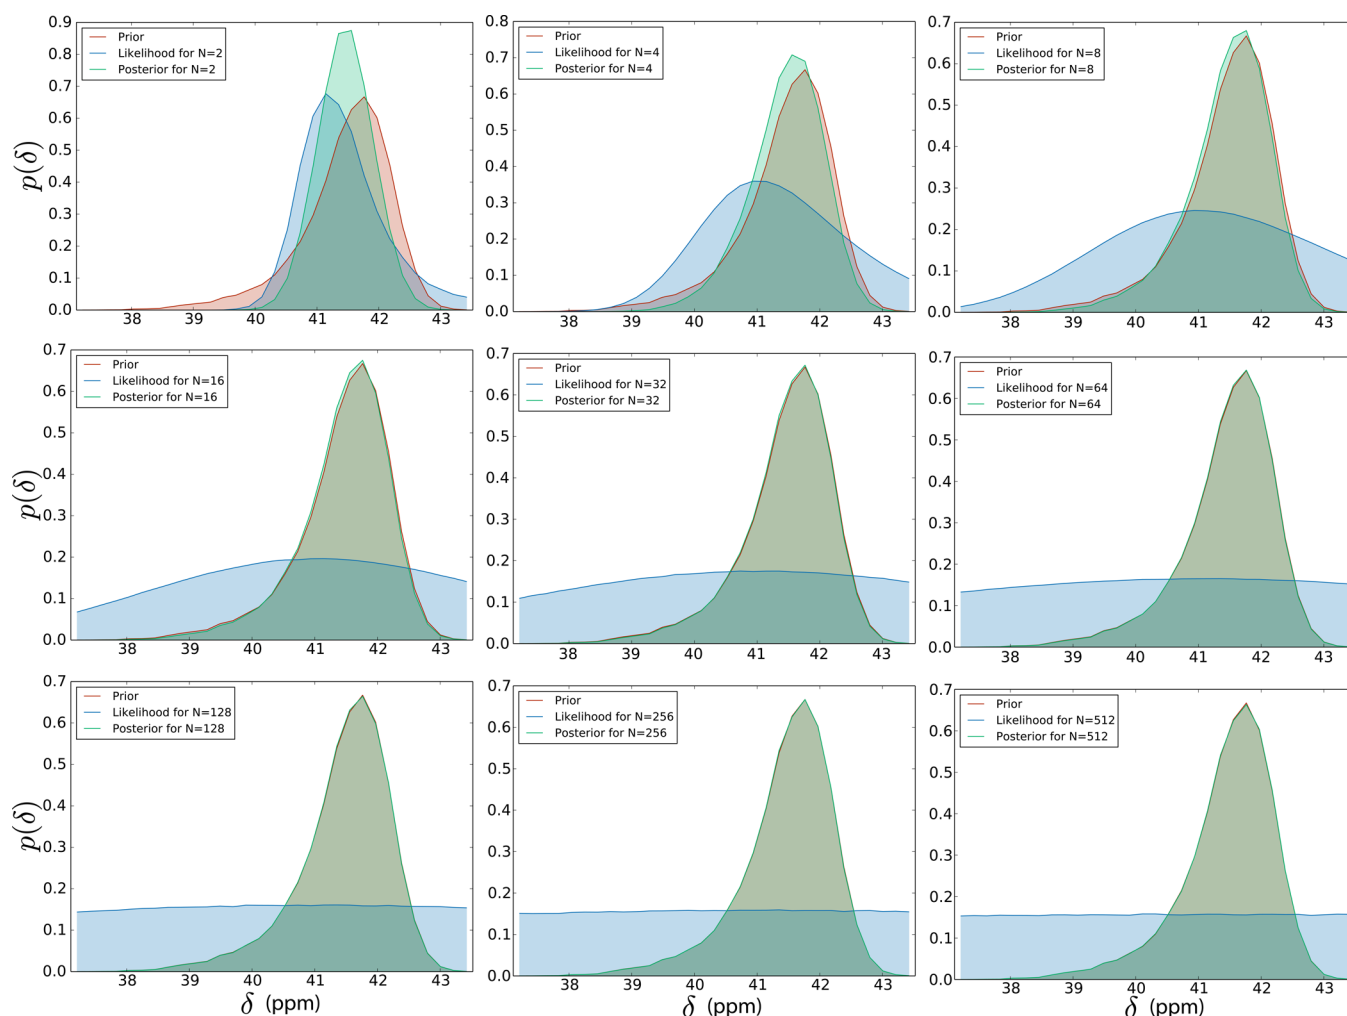 0.9
0.8
0.7
0.6
0.5
0.4
0.3
0.2
0.1
0.0
p(δ)
Prior
Likelihood for N=2
Posterior for N=2
38 39 40 41 42 43
0.8
0.7
0.6
0.5
0.4
0.3
0.2
0.1
0.0
Prior
Likelihood for N=4
Posterior for N=4
38 39 40 41 42 43
0.7
0.6
0.5
0.4
0.3
0.2
0.1
0.0
Prior
Likelihood for N=8
Posterior for N=8
38 39 40 41 42 43
0.7
0.6
0.5
0.4
0.3
0.2
0.1
0.0
p(δ)
Prior
Likelihood for N=16
Posterior for N=16
38 39 40 41 42 43
0.7
0.6
0.5
0.4
0.3
0.2
0.1
0.0
Prior
Likelihood for N=32
Posterior for N=32
38 39 40 41 42 43
0.7
0.6
0.5
0.4
0.3
0.2
0.1
0.0
Prior
Likelihood for N=64
Posterior for N=64
38 39 40 41 42 43
0.7
0.6
0.5
0.4
0.3
0.2
0.1
0.0
p(δ)
Prior
Likelihood for N=128
Posterior for N=128
38 39 40 41 42 43
δ (ppm)
0.7
0.6
0.5
0.4
0.3
0.2
0.1
0.0
Prior
Likelihood for N=256
Posterior for N=256
38 39 40 41 42 43
δ (ppm)
0.7
0.6
0.5
0.4
0.3
0.2
0.1
0.0
Prior
Likelihood for N=512
Posterior for N=512
38 39 40 41 42 43
δ (ppm)